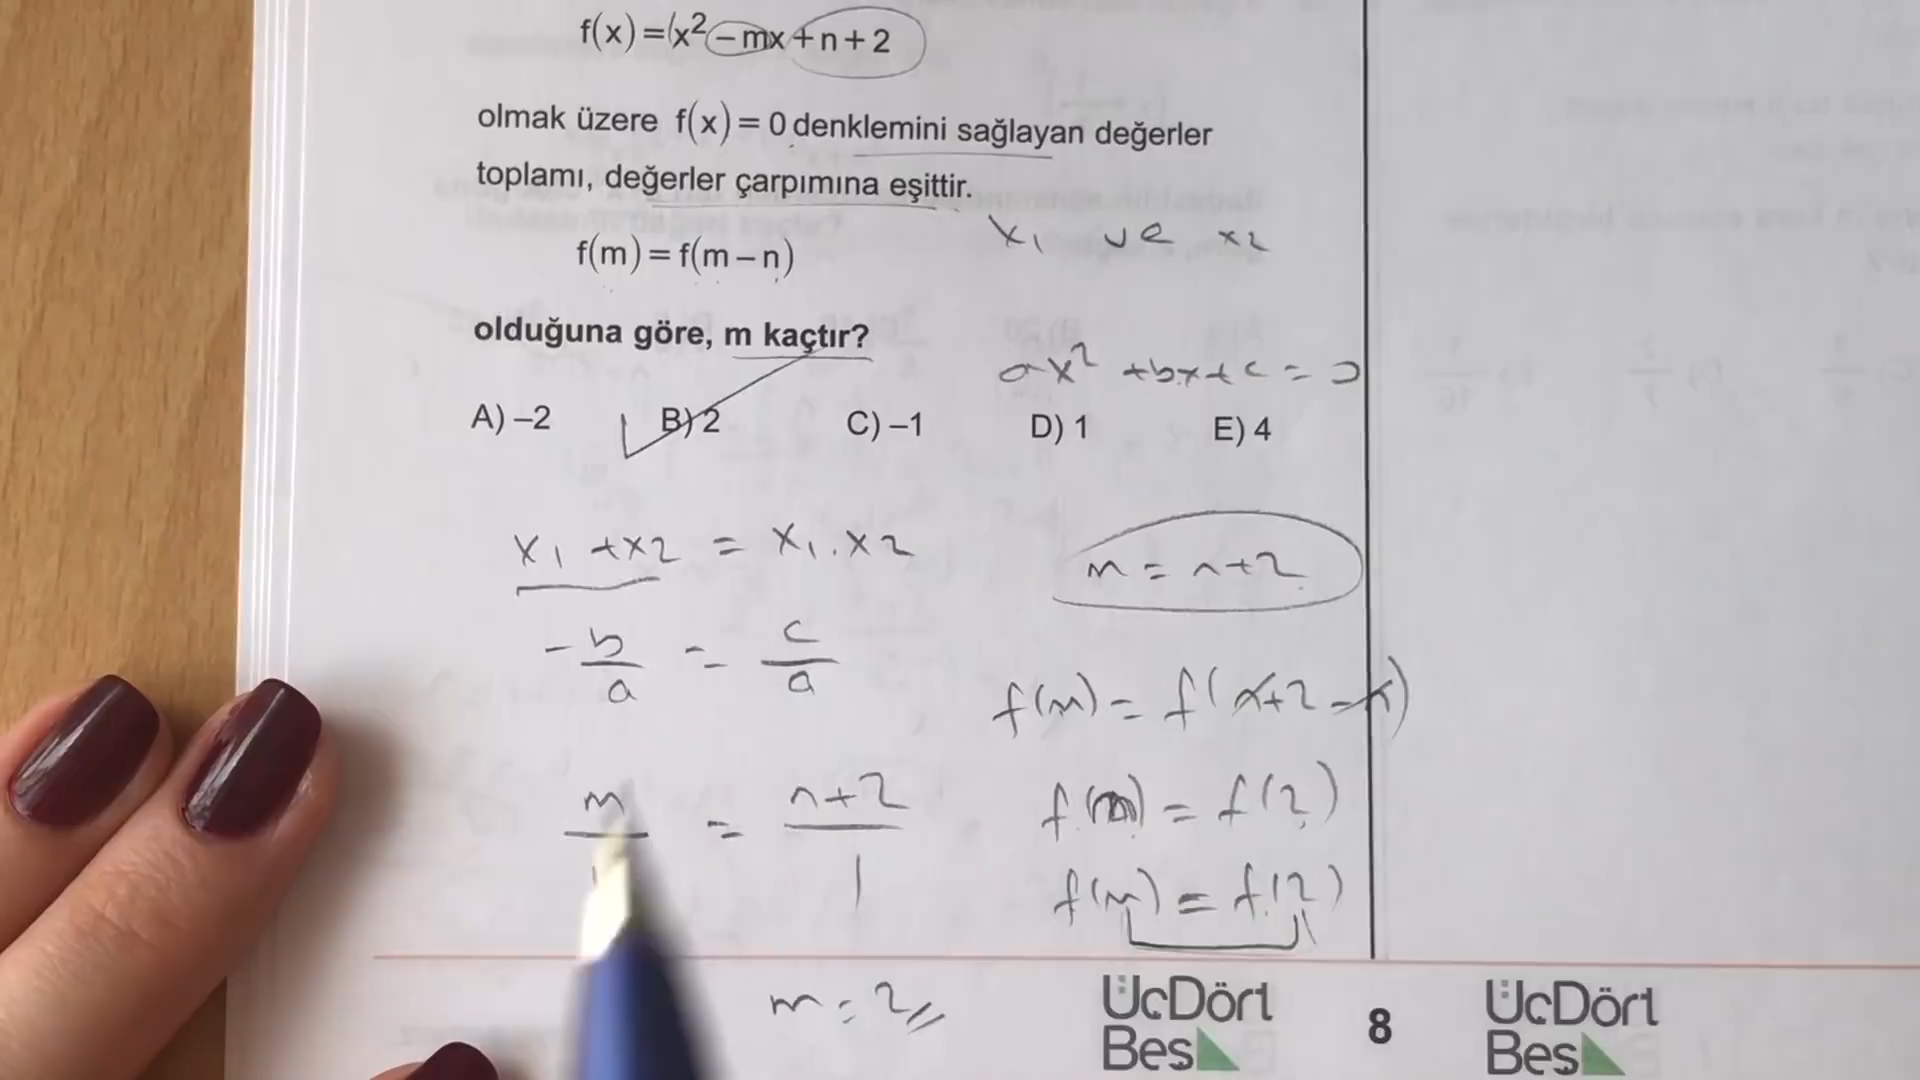 f(x)=x² – mx + n + 2
olmak üzere f(x) = 0 denklemini sağlayan değerler
toplamı, değerler çarpımına eşittir.
x₁ ve x₂
f(m) = f(m – n)
olduğuna göre, m kaçtır?
ax² + bx + c = 0
A) –2 B) 2 C) –1 D) 1 E) 4
x₁ + x₂ = x₁ . x₂
m = n+2
-b/a = c/a
f(m) = f(n+2-n)
m/1 = n+2/1
f(m) = f(2)
f(m) = f(2)
m = 2
ÜçDört
Beş
8
ÜçDört
Beş